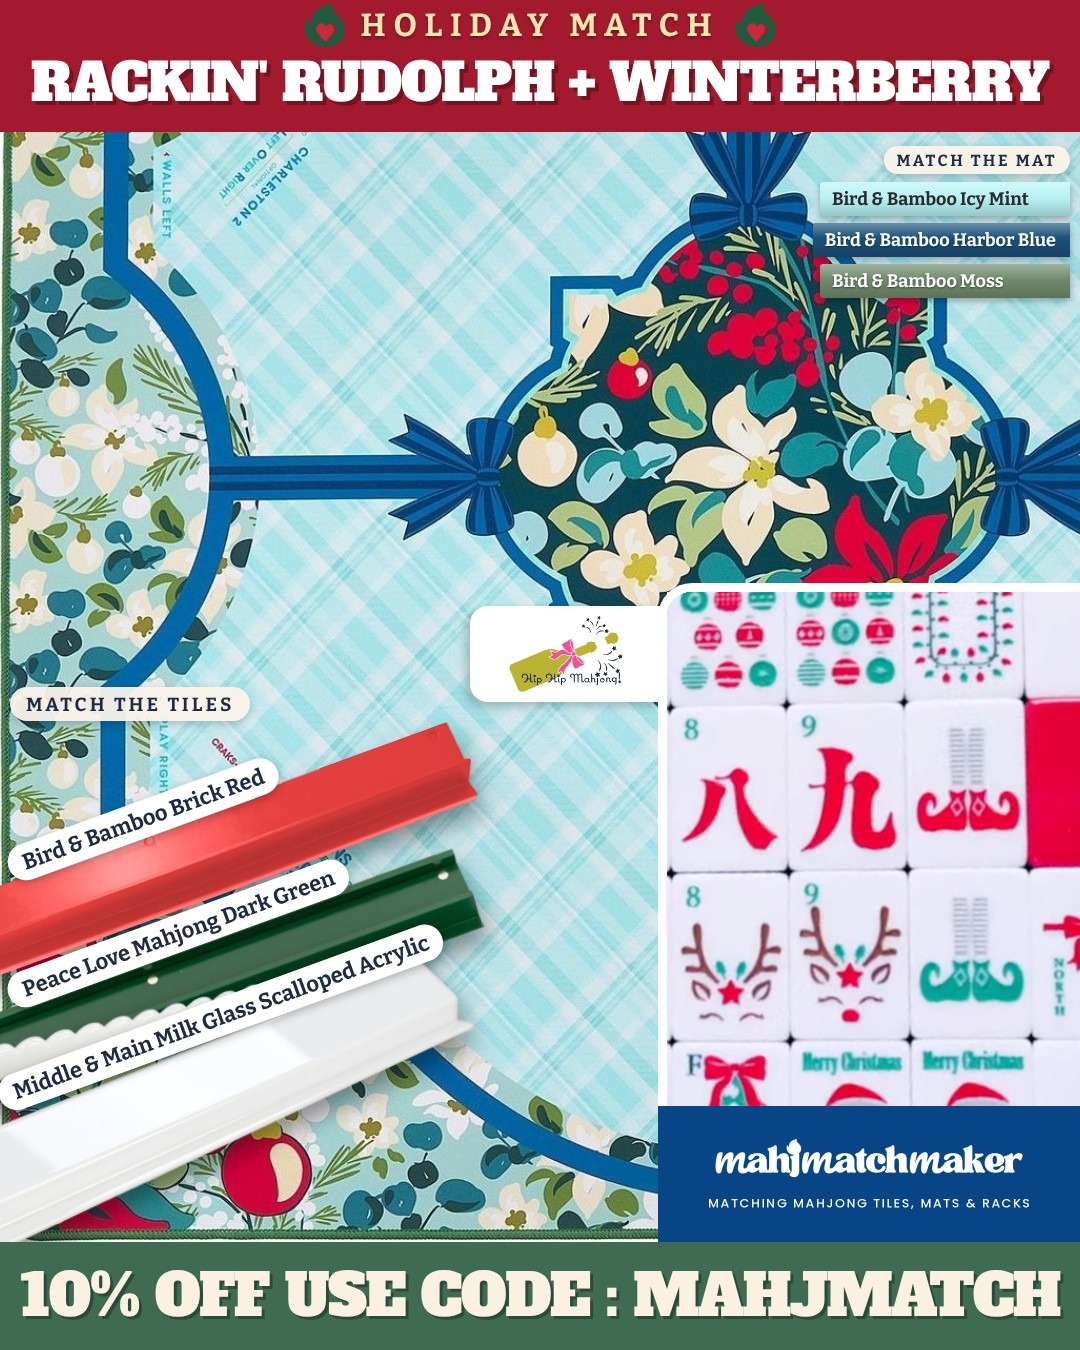 HOLIDAY MATCH
RACKIN' RUDOLPH + WINTERBERRY
MATCH THE MAT
Bird & Bamboo Icy Mint
Bird & Bamboo Harbor Blue
Bird & Bamboo Moss
WALLS LEFT
LEFT OVER RIGHT
OPTIONAL
CHARLESTON 2
Hip Hip Mahjong!
MATCH THE TILES
CRAKS
Bird & Bamboo Brick Red
Peace Love Mahjong Dark Green
Middle & Main Milk Glass Scalloped Acrylic
8
9
八
九
8
9
NORTH
F
Merry Christmas
Merry Christmas
mahjmatchmaker
MATCHING MAHJONG TILES, MATS & RACKS
10% OFF USE CODE : MAHJMATCH